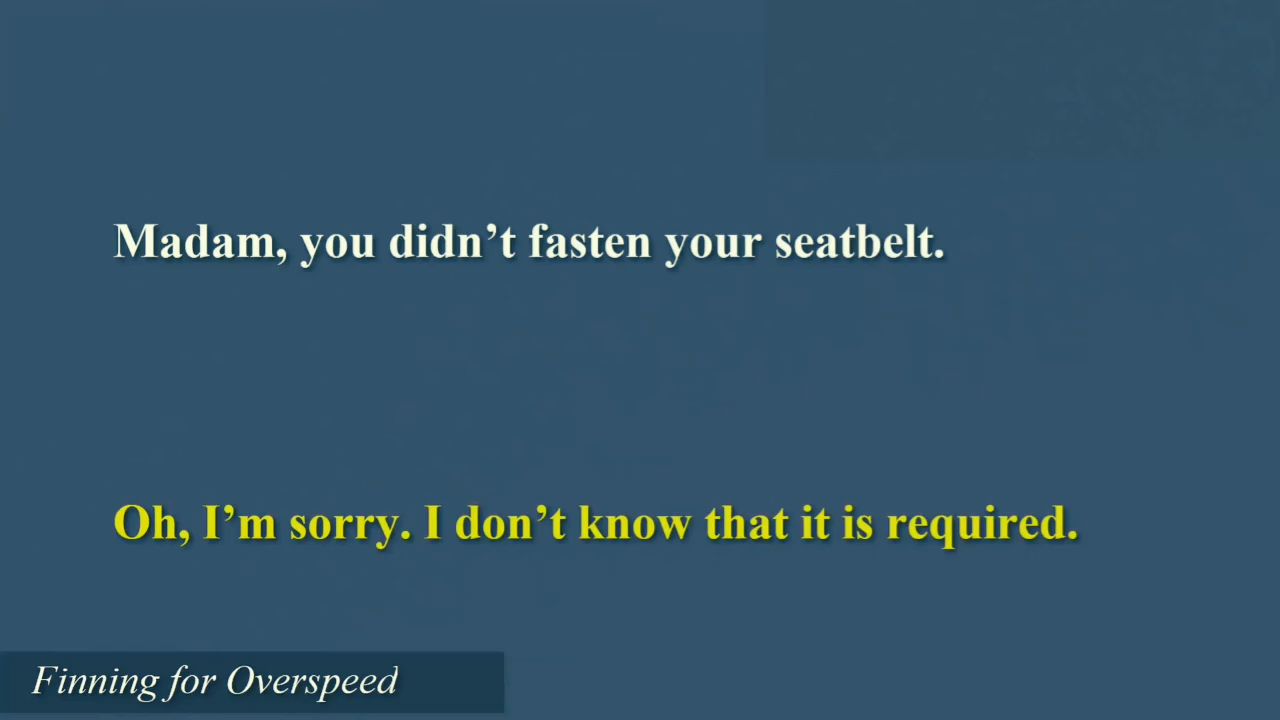 Madam, you didn’t fasten your seatbelt.
Oh, I’m sorry. I don’t know that it is required.
Finning for Overspeed